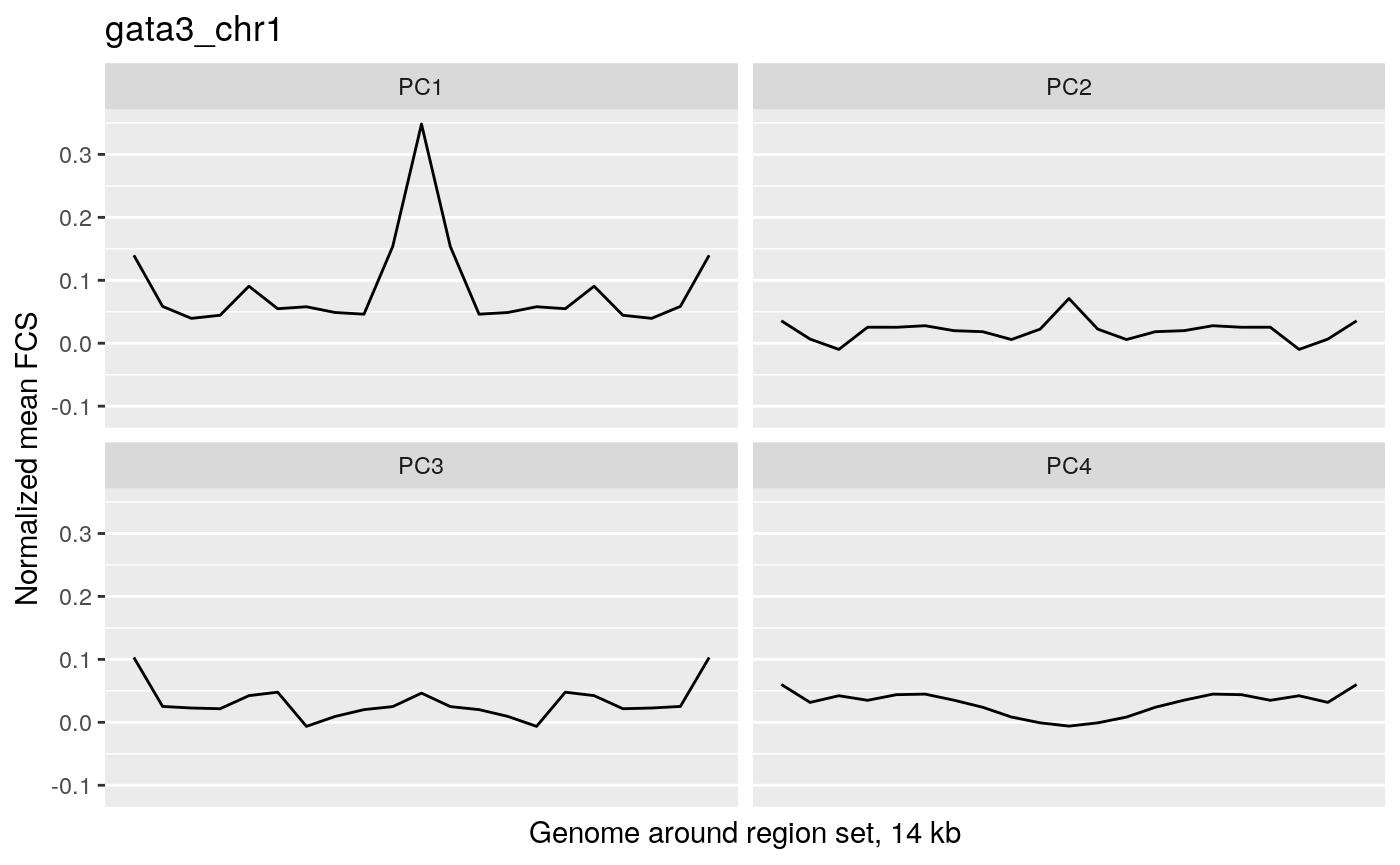 gata3_chr1
PC1
PC2
0.3
0.2
0.1
0.0
-0.1
PC3
PC4
0.3
0.2
0.1
0.0
-0.1
Normalized mean FCS
Genome around region set, 14 kb